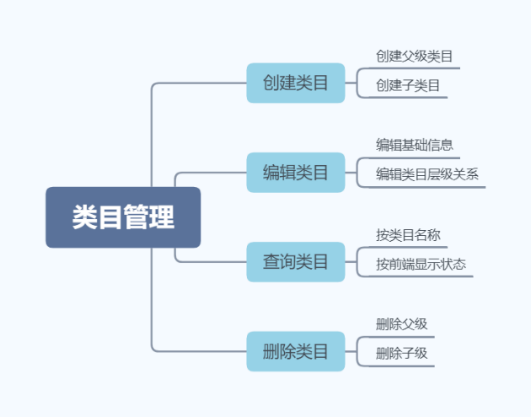 类目管理
创建类目
创建父级类目
创建子类目
编辑类目
编辑基础信息
编辑类目层级关系
查询类目
按类目名称
按前端显示状态
删除类目
删除父级
删除子级